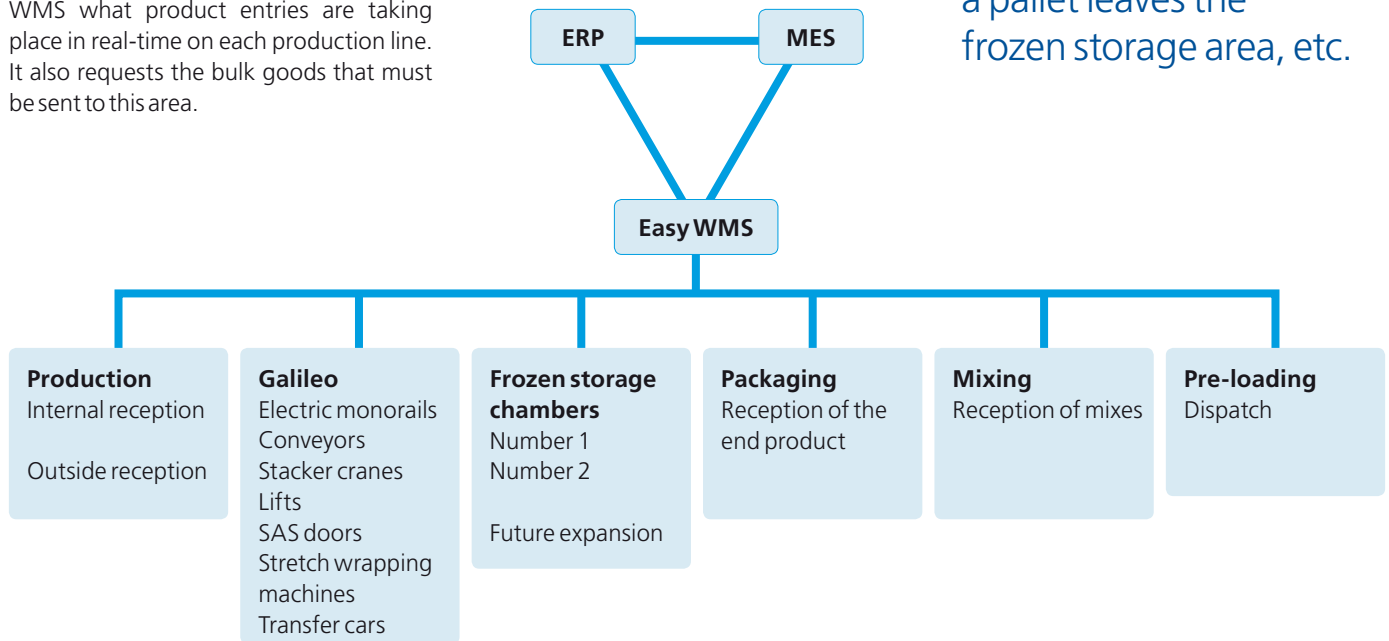 WMS what product entries are taking
place in real-time on each production line.
It also requests the bulk goods that must
be sent to this area.
a pallet leaves the
frozen storage area, etc.
ERP
MES
Easy WMS
Production
Internal reception
Outside reception
Galileo
Electric monorails
Conveyors
Stacker cranes
Lifts
SAS doors
Stretch wrapping
machines
Transfer cars
Frozen storage
chambers
Number 1
Number 2
Future expansion
Packaging
Reception of the
end product
Mixing
Reception of mixes
Pre-loading
Dispatch